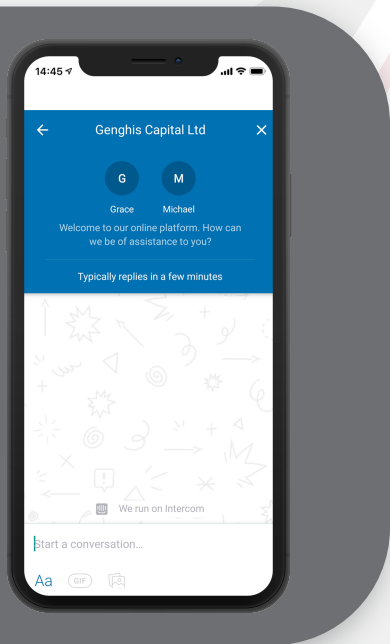 14:45
Genghis Capital Ltd
G M
Grace Michael
Welcome to our online platform. How can
we be of assistance to you?
Typically replies in a few minutes
We run on Intercom
Start a conversation...
Aa GIF